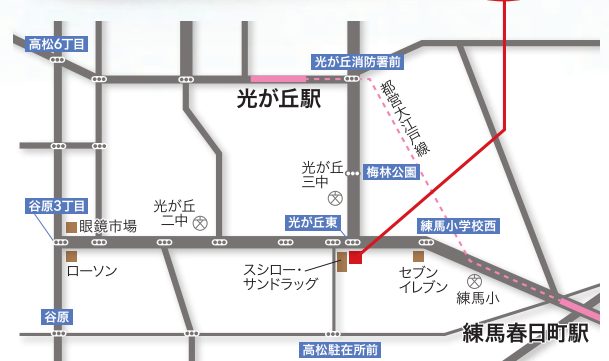 高松6丁目
光が丘消防署前
光が丘駅
都営大江戸線
光が丘
三中
梅林公園
谷原3丁目
眼鏡市場
光が丘
二中
光が丘東
練馬小学校西
ローソン
スシロー・
サンドラッグ
セブン
イレブン
練馬小
谷原
高松駐在所前
練馬春日町駅